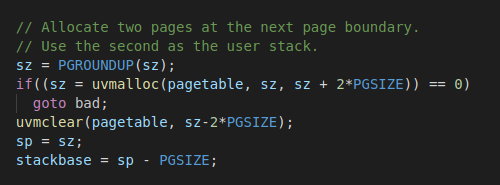 // Allocate two pages at the next page boundary.
// Use the second as the user stack.
sz = PGROUNDUP(sz);
if((sz = uvmalloc(pagetable, sz, sz + 2*PGSIZE)) == 0)
  goto bad;
uvmclear(pagetable, sz-2*PGSIZE);
sp = sz;
stackbase = sp - PGSIZE;